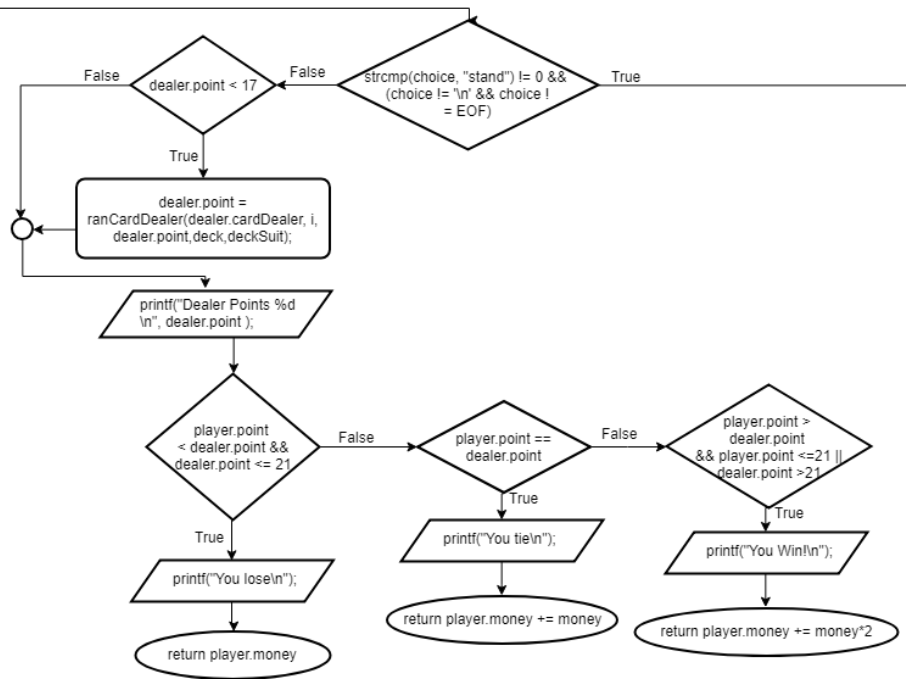 strcmp(choice, "stand") != 0 &&
(choice != '\n' && choice !
= EOF)
True
False
dealer.point < 17
False
True
dealer.point =
ranCardDealer(dealer.cardDealer, i,
dealer.point,deck,deckSuit);
printf("Dealer Points %d
\n", dealer.point );
player.point
< dealer.point &&
dealer.point <= 21
False
player.point ==
dealer.point
False
player.point >
dealer.point
&& player.point <=21 ||
dealer.point >21
True
True
True
printf("You lose\n");
printf("You tie\n");
printf("You Win!\n");
return player.money
return player.money += money
return player.money += money*2